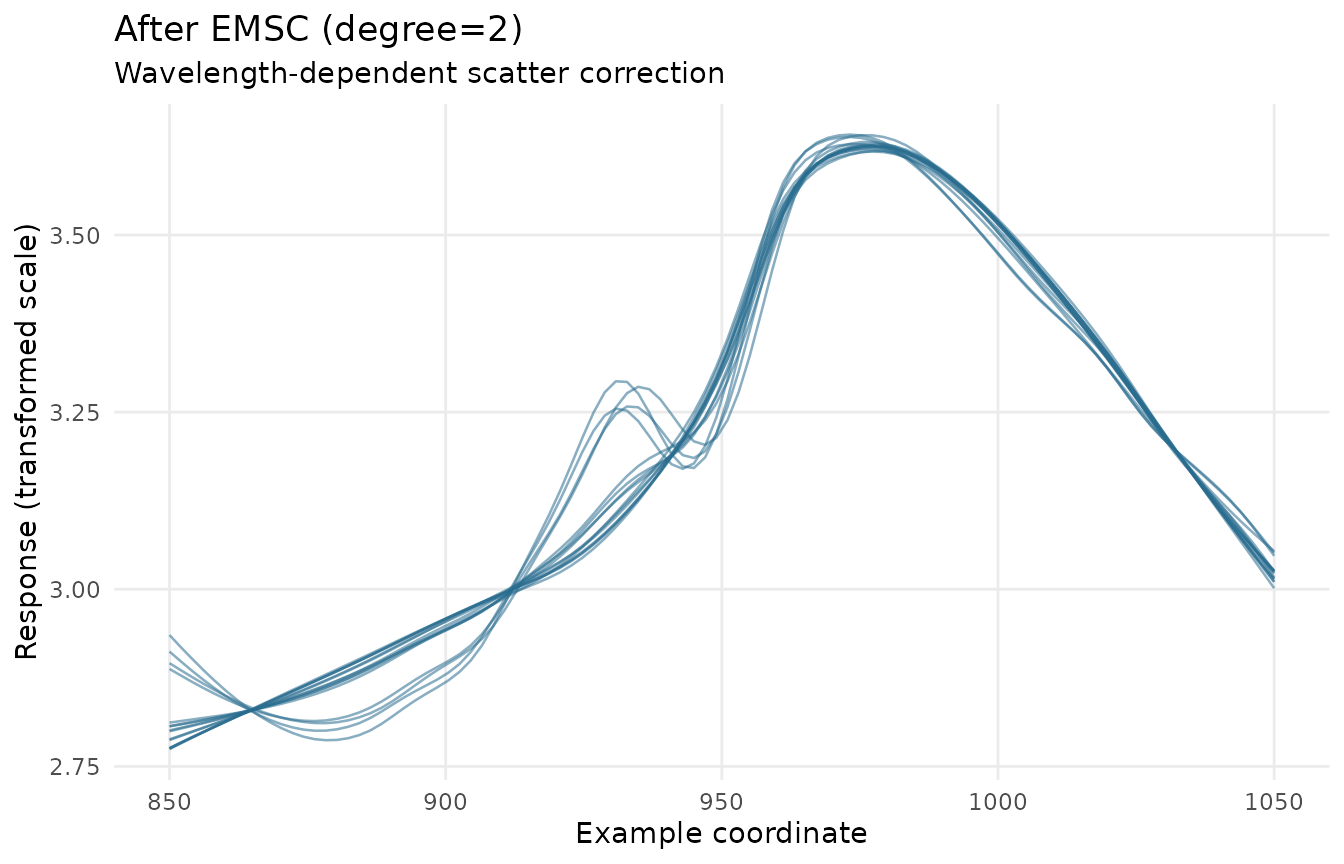 After EMSC (degree=2)
Wavelength-dependent scatter correction
Response (transformed scale)
3.50
3.25
3.00
2.75
850
900
950
1000
1050
Example coordinate